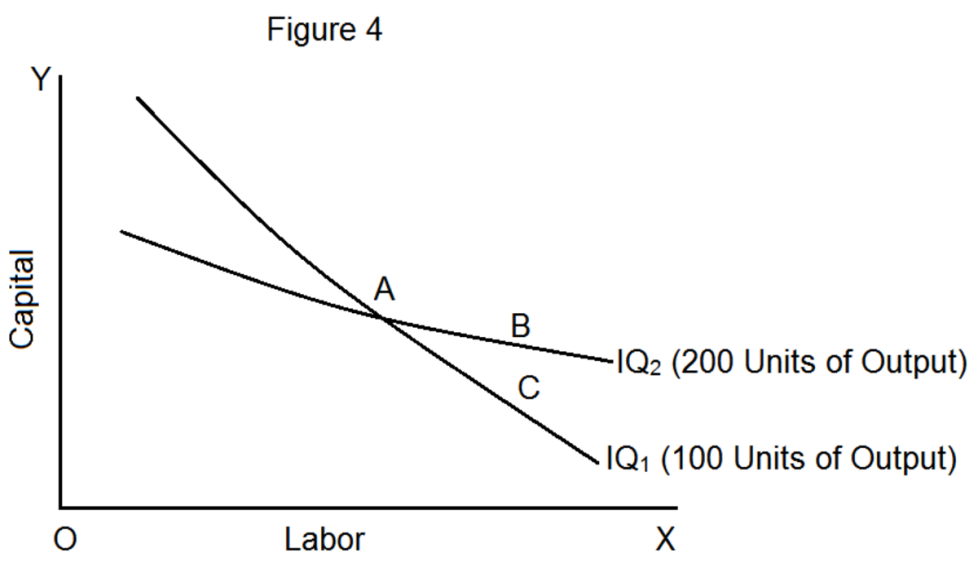 Figure 4
Y
Capital
A
B
IQ₂ (200 Units of Output)
C
IQ₁ (100 Units of Output)
O
Labor
X